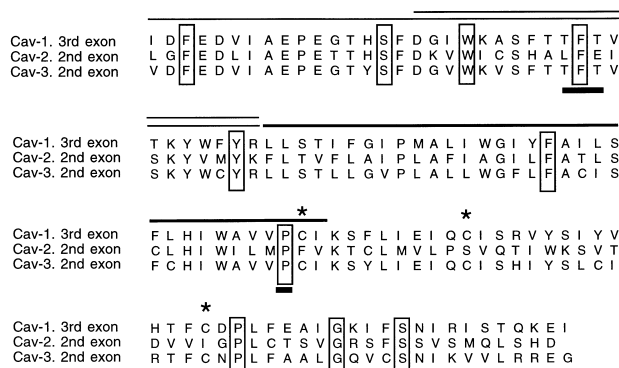 Cav-1. 3rd exon I D F E D V I A E P E G T H S F D G I W K A S F T T F T V
Cav-2. 2nd exon L G F E D L I A E P E T T H S F D K V W I C S H A L F E I
Cav-3. 2nd exon V D F E D V I A E P E G T Y S F D G V W K V S F T T F T V
Cav-1. 3rd exon T K Y W F Y R L L S T I F G I P M A L I W G I Y F A I L S
Cav-2. 2nd exon S K Y V M Y K F L T V F L A I P L A F I A G I L F A T L S
Cav-3. 2nd exon S K Y W C Y R L L S T L L G V P L A L L W G F L F A C I S
* *
Cav-1. 3rd exon F L H I W A V V P C I K S F L I E I Q C I S R V Y S I Y V
Cav-2. 2nd exon C L H I W I L M P F V K T C L M V L P S V Q T I W K S V T
Cav-3. 2nd exon F C H I W A V V P C I K S Y L I E I Q C I S H I Y S L C I
*
Cav-1. 3rd exon H T F C D P L F E A I G K I F S N I R I S T Q K E I
Cav-2. 2nd exon D V V I G P L C T S V G R S F S S V S M Q L S H D
Cav-3. 2nd exon R T F C N P L F A A L G Q V C S N I K V V L R R E G